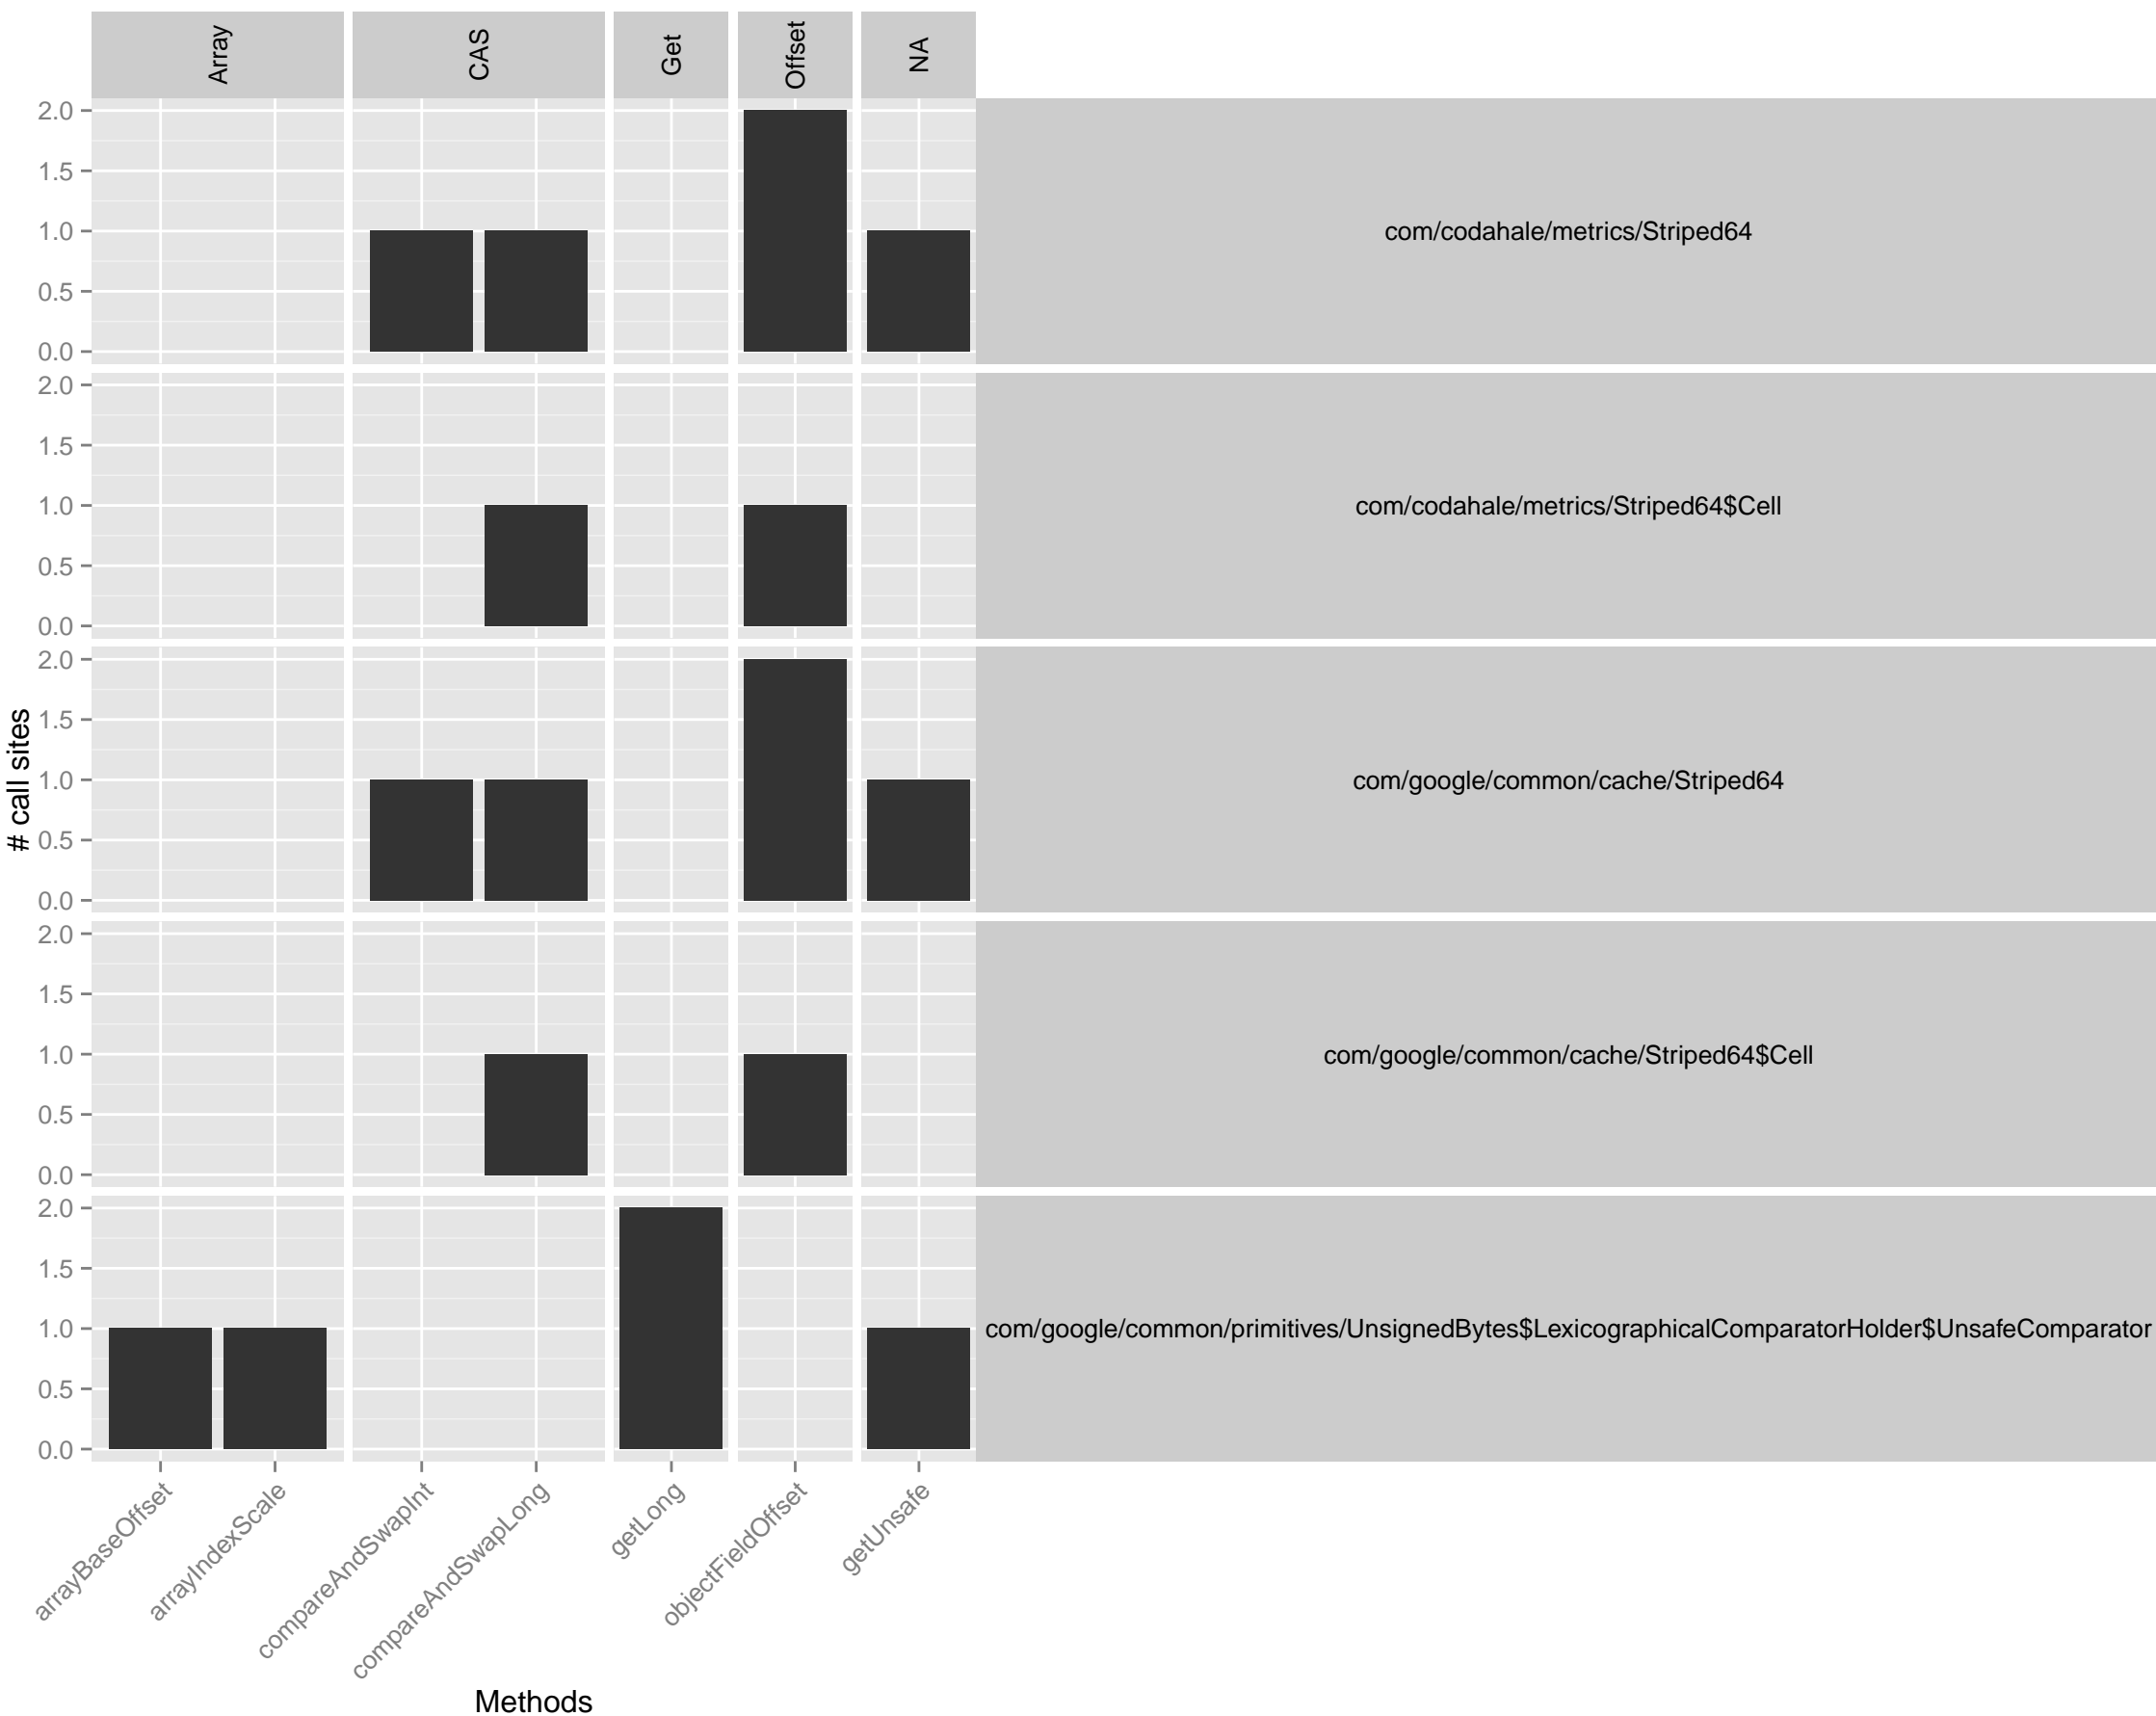 Array
CAS
Get
Offset
NA
2.0
1.5
1.0
0.5
0.0
com/codahale/metrics/Striped64
2.0
1.5
1.0
0.5
0.0
com/codahale/metrics/Striped64$Cell
2.0
1.5
1.0
0.5
0.0
com/google/common/cache/Striped64
2.0
1.5
1.0
0.5
0.0
com/google/common/cache/Striped64$Cell
2.0
1.5
1.0
0.5
0.0
com/google/common/primitives/UnsignedBytes$LexicographicalComparatorHolder$UnsafeComparator
# call sites
arrayBaseOffset
arrayIndexScale
compareAndSwapInt
compareAndSwapLong
getLong
objectFieldOffset
getUnsafe
Methods